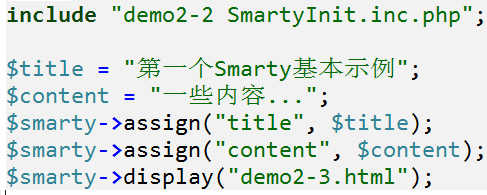 include "demo2-2 SmartyInit.inc.php";
$title = "第一个Smarty基本示例";
$content = "一些内容...";
$smarty->assign("title", $title);
$smarty->assign("content", $content);
$smarty->display("demo2-3.html");